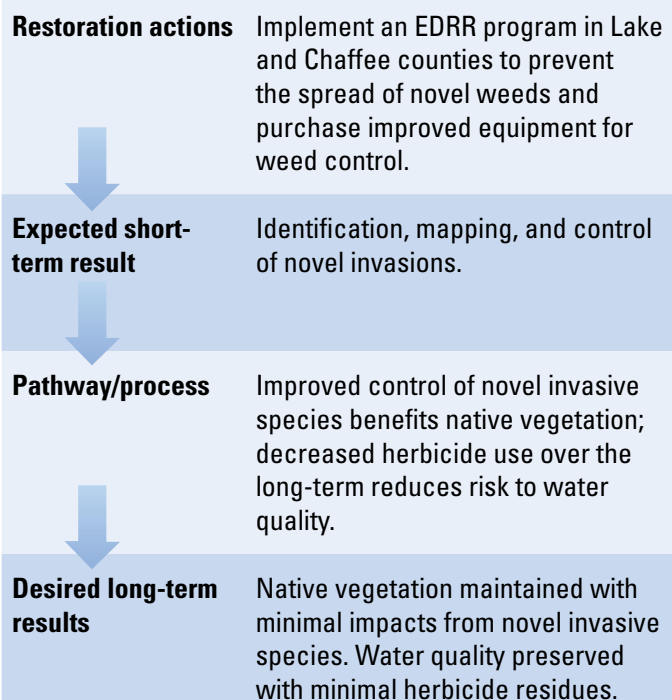 Restoration actions
Implement an EDRR program in Lake
and Chaffee counties to prevent
the spread of novel weeds and
purchase improved equipment for
weed control.
Expected short-
term result
Identification, mapping, and control
of novel invasions.
Pathway/process
Improved control of novel invasive
species benefits native vegetation;
decreased herbicide use over the
long-term reduces risk to water
quality.
Desired long-term
results
Native vegetation maintained with
minimal impacts from novel invasive
species. Water quality preserved
with minimal herbicide residues.